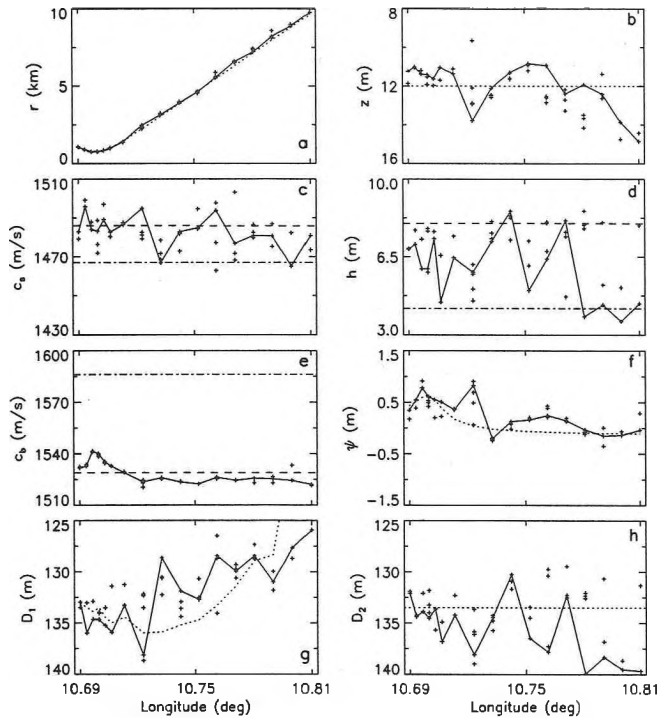 10
5
0
r (km)
a
8
12
16
z (m)
b
1510
1470
1430
c_s (m/s)
c
10.0
6.5
3.0
h (m)
d
1600
1540
1510
c_b (m/s)
e
1.5
0.5
-0.5
-1.5
ψ (m)
f
125
130
135
140
D_1 (m)
g
10.69
10.75
10.81
Longitude (deg)
125
130
135
140
D_2 (m)
h
10.69
10.75
10.81
Longitude (deg)